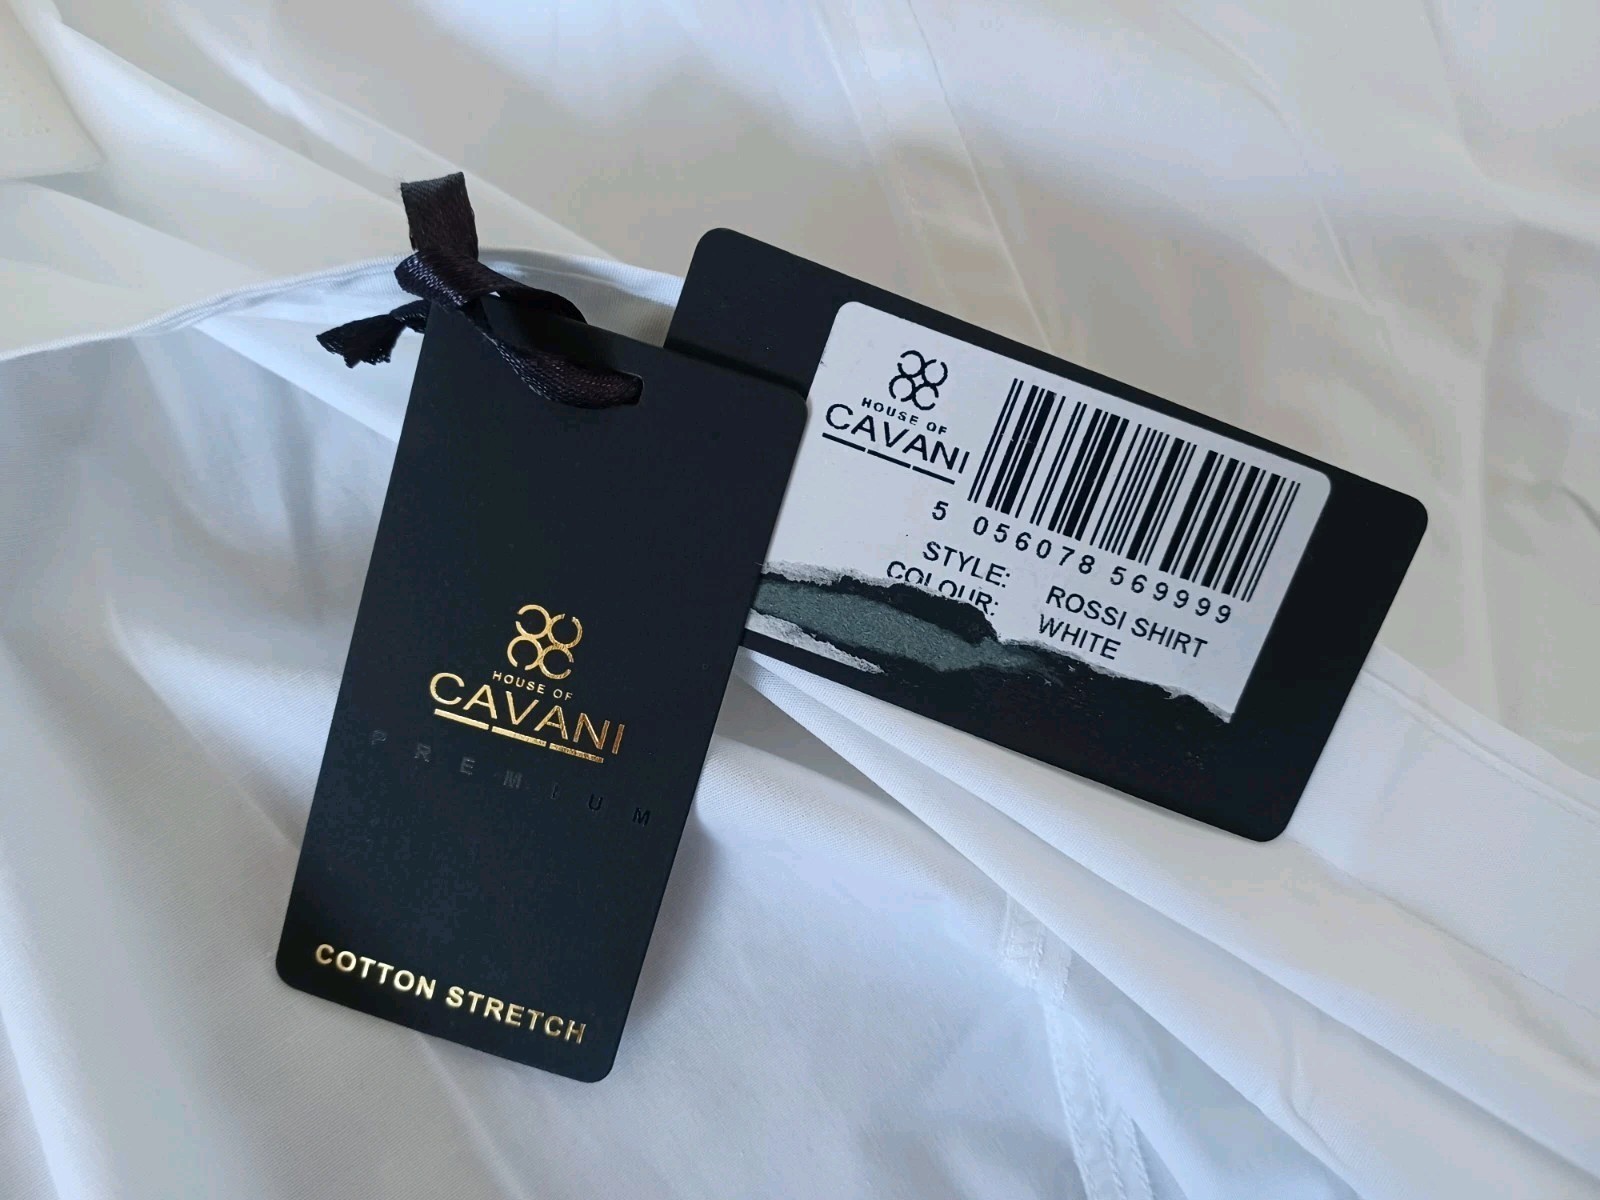 HOUSE OF
CAVANI
PREMIUM
COTTON STRETCH
HOUSE OF
CAVANI
5 056078 569999
STYLE: ROSSI SHIRT
COLOUR: WHITE